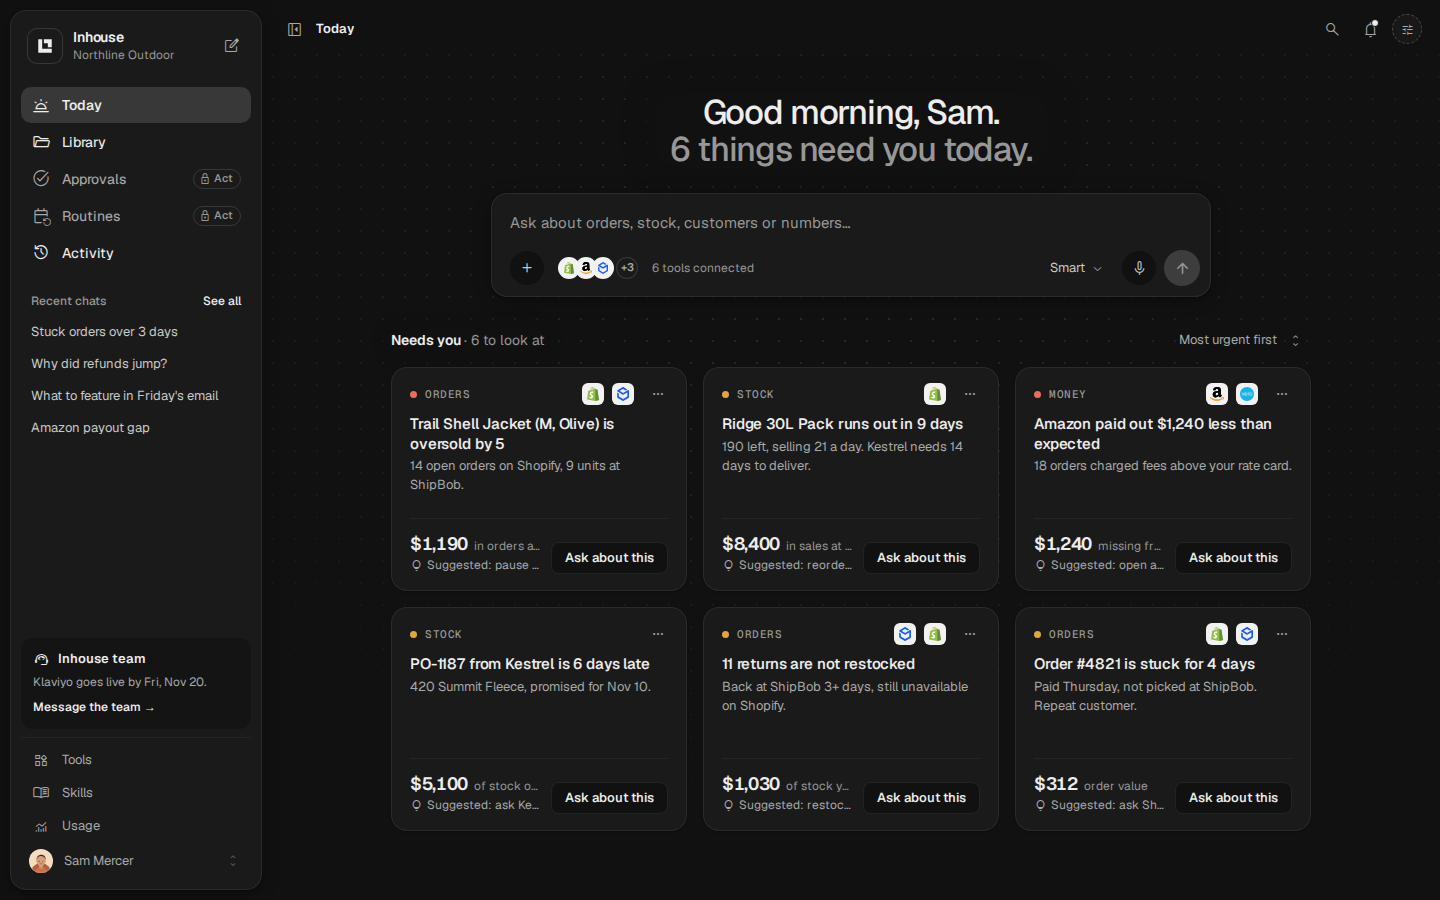 Inhouse
Northline Outdoor
Today
Library
Approvals
Act
Routines
Act
Activity
Recent chats
See all
Stuck orders over 3 days
Why did refunds jump?
What to feature in Friday's email
Amazon payout gap
Inhouse team
Klaviyo goes live by Fri, Nov 20.
Message the team →
Tools
Skills
Usage
Sam Mercer
Today
Good morning, Sam.
6 things need you today.
Ask about orders, stock, customers or numbers...
+3
6 tools connected
Smart
Needs you · 6 to look at
Most urgent first
ORDERS
Trail Shell Jacket (M, Olive) is
oversold by 5
14 open orders on Shopify, 9 units at
ShipBob.
$1,190 in orders a...
Suggested: pause ...
Ask about this
STOCK
Ridge 30L Pack runs out in 9 days
190 left, selling 21 a day. Kestrel needs 14
days to deliver.
$8,400 in sales at ...
Suggested: reorde...
Ask about this
MONEY
Amazon paid out $1,240 less than
expected
18 orders charged fees above your rate card.
$1,240 missing fr...
Suggested: open a...
Ask about this
STOCK
PO-1187 from Kestrel is 6 days late
420 Summit Fleece, promised for Nov 10.
$5,100 of stock o...
Suggested: ask Ke...
Ask about this
ORDERS
11 returns are not restocked
Back at ShipBob 3+ days, still unavailable
on Shopify.
$1,030 of stock y...
Suggested: restoc...
Ask about this
ORDERS
Order #4821 is stuck for 4 days
Paid Thursday, not picked at ShipBob.
Repeat customer.
$312 order value
Suggested: ask Sh...
Ask about this